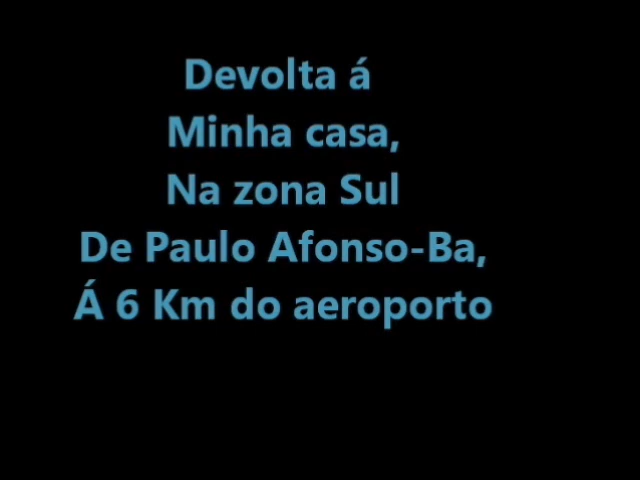 Devolta á
Minha casa,
Na zona Sul
De Paulo Afonso-Ba,
Á 6 Km do aeroporto